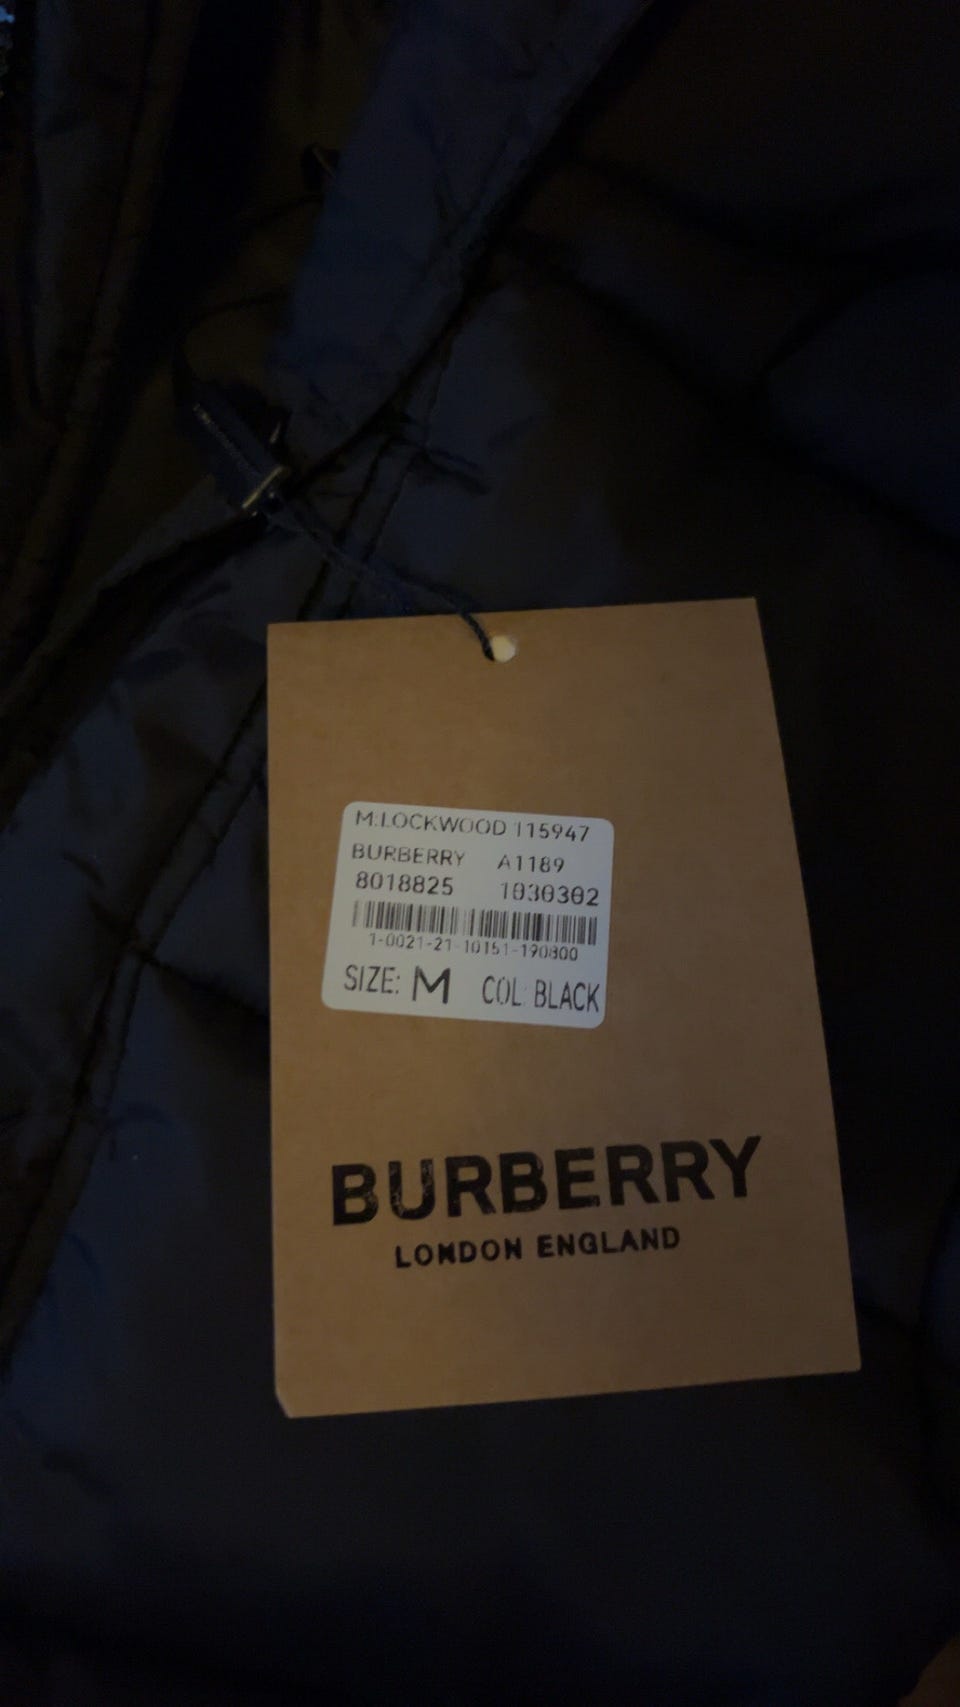 M:LOCKWOOD 115947
BURBERRY A1189
8018825 1030302
1-0021-21-10151-190800
SIZE: M COL: BLACK
BURBERRY
LONDON ENGLAND